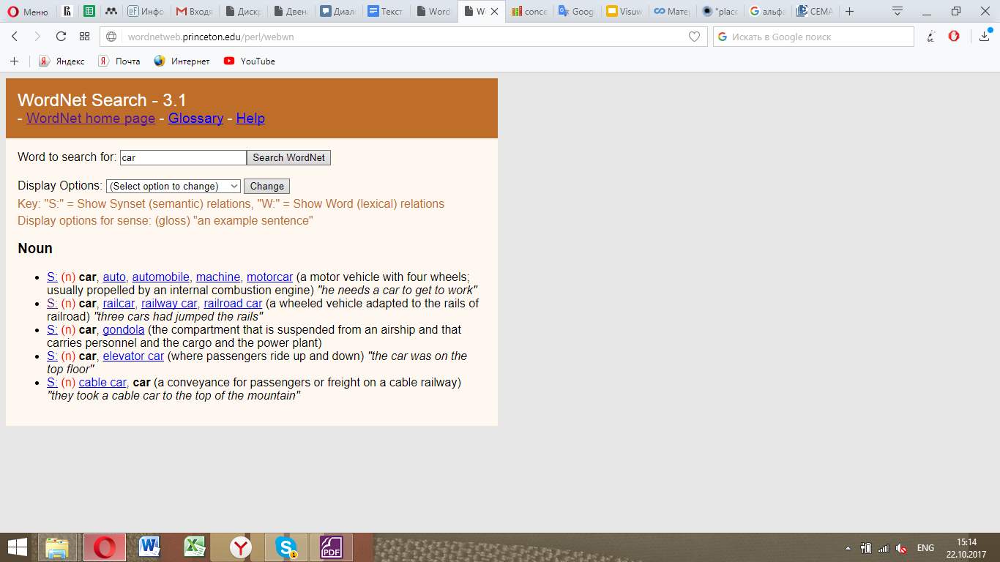 Меню
Инфо
Входя
Дискр
Двена
Диало
Текст
Word
W
conce
Goog
Visuw
Матер
"place
альфа
СЕМА
wordnetweb.princeton.edu/perl/webwn
Искать в Google поиск
Яндекс
Почта
Интернет
YouTube
WordNet Search - 3.1
- WordNet home page - Glossary - Help
Word to search for: car Search WordNet
Display Options: (Select option to change) Change
Key: "S:" = Show Synset (semantic) relations, "W:" = Show Word (lexical) relations
Display options for sense: (gloss) "an example sentence"
Noun
• S: (n) car, auto, automobile, machine, motorcar (a motor vehicle with four wheels;
usually propelled by an internal combustion engine) "he needs a car to get to work"
• S: (n) car, railcar, railway car, railroad car (a wheeled vehicle adapted to the rails of
railroad) "three cars had jumped the rails"
• S: (n) car, gondola (the compartment that is suspended from an airship and that
carries personnel and the cargo and the power plant)
• S: (n) car, elevator car (where passengers ride up and down) "the car was on the
top floor"
• S: (n) cable car, car (a conveyance for passengers or freight on a cable railway)
"they took a cable car to the top of the mountain"
PDF
1
ENG
15:14
22.10.2017